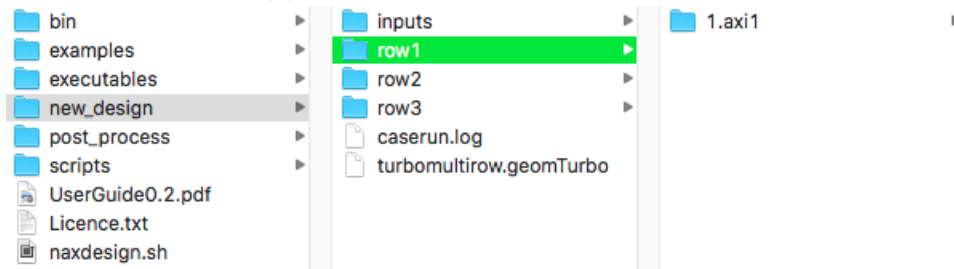 bin
examples
executables
new_design
post_process
scripts
UserGuide0.2.pdf
Licence.txt
naxdesign.sh
inputs
row1
row2
row3
caserun.log
turbomultirow.geomTurbo
1.axi1